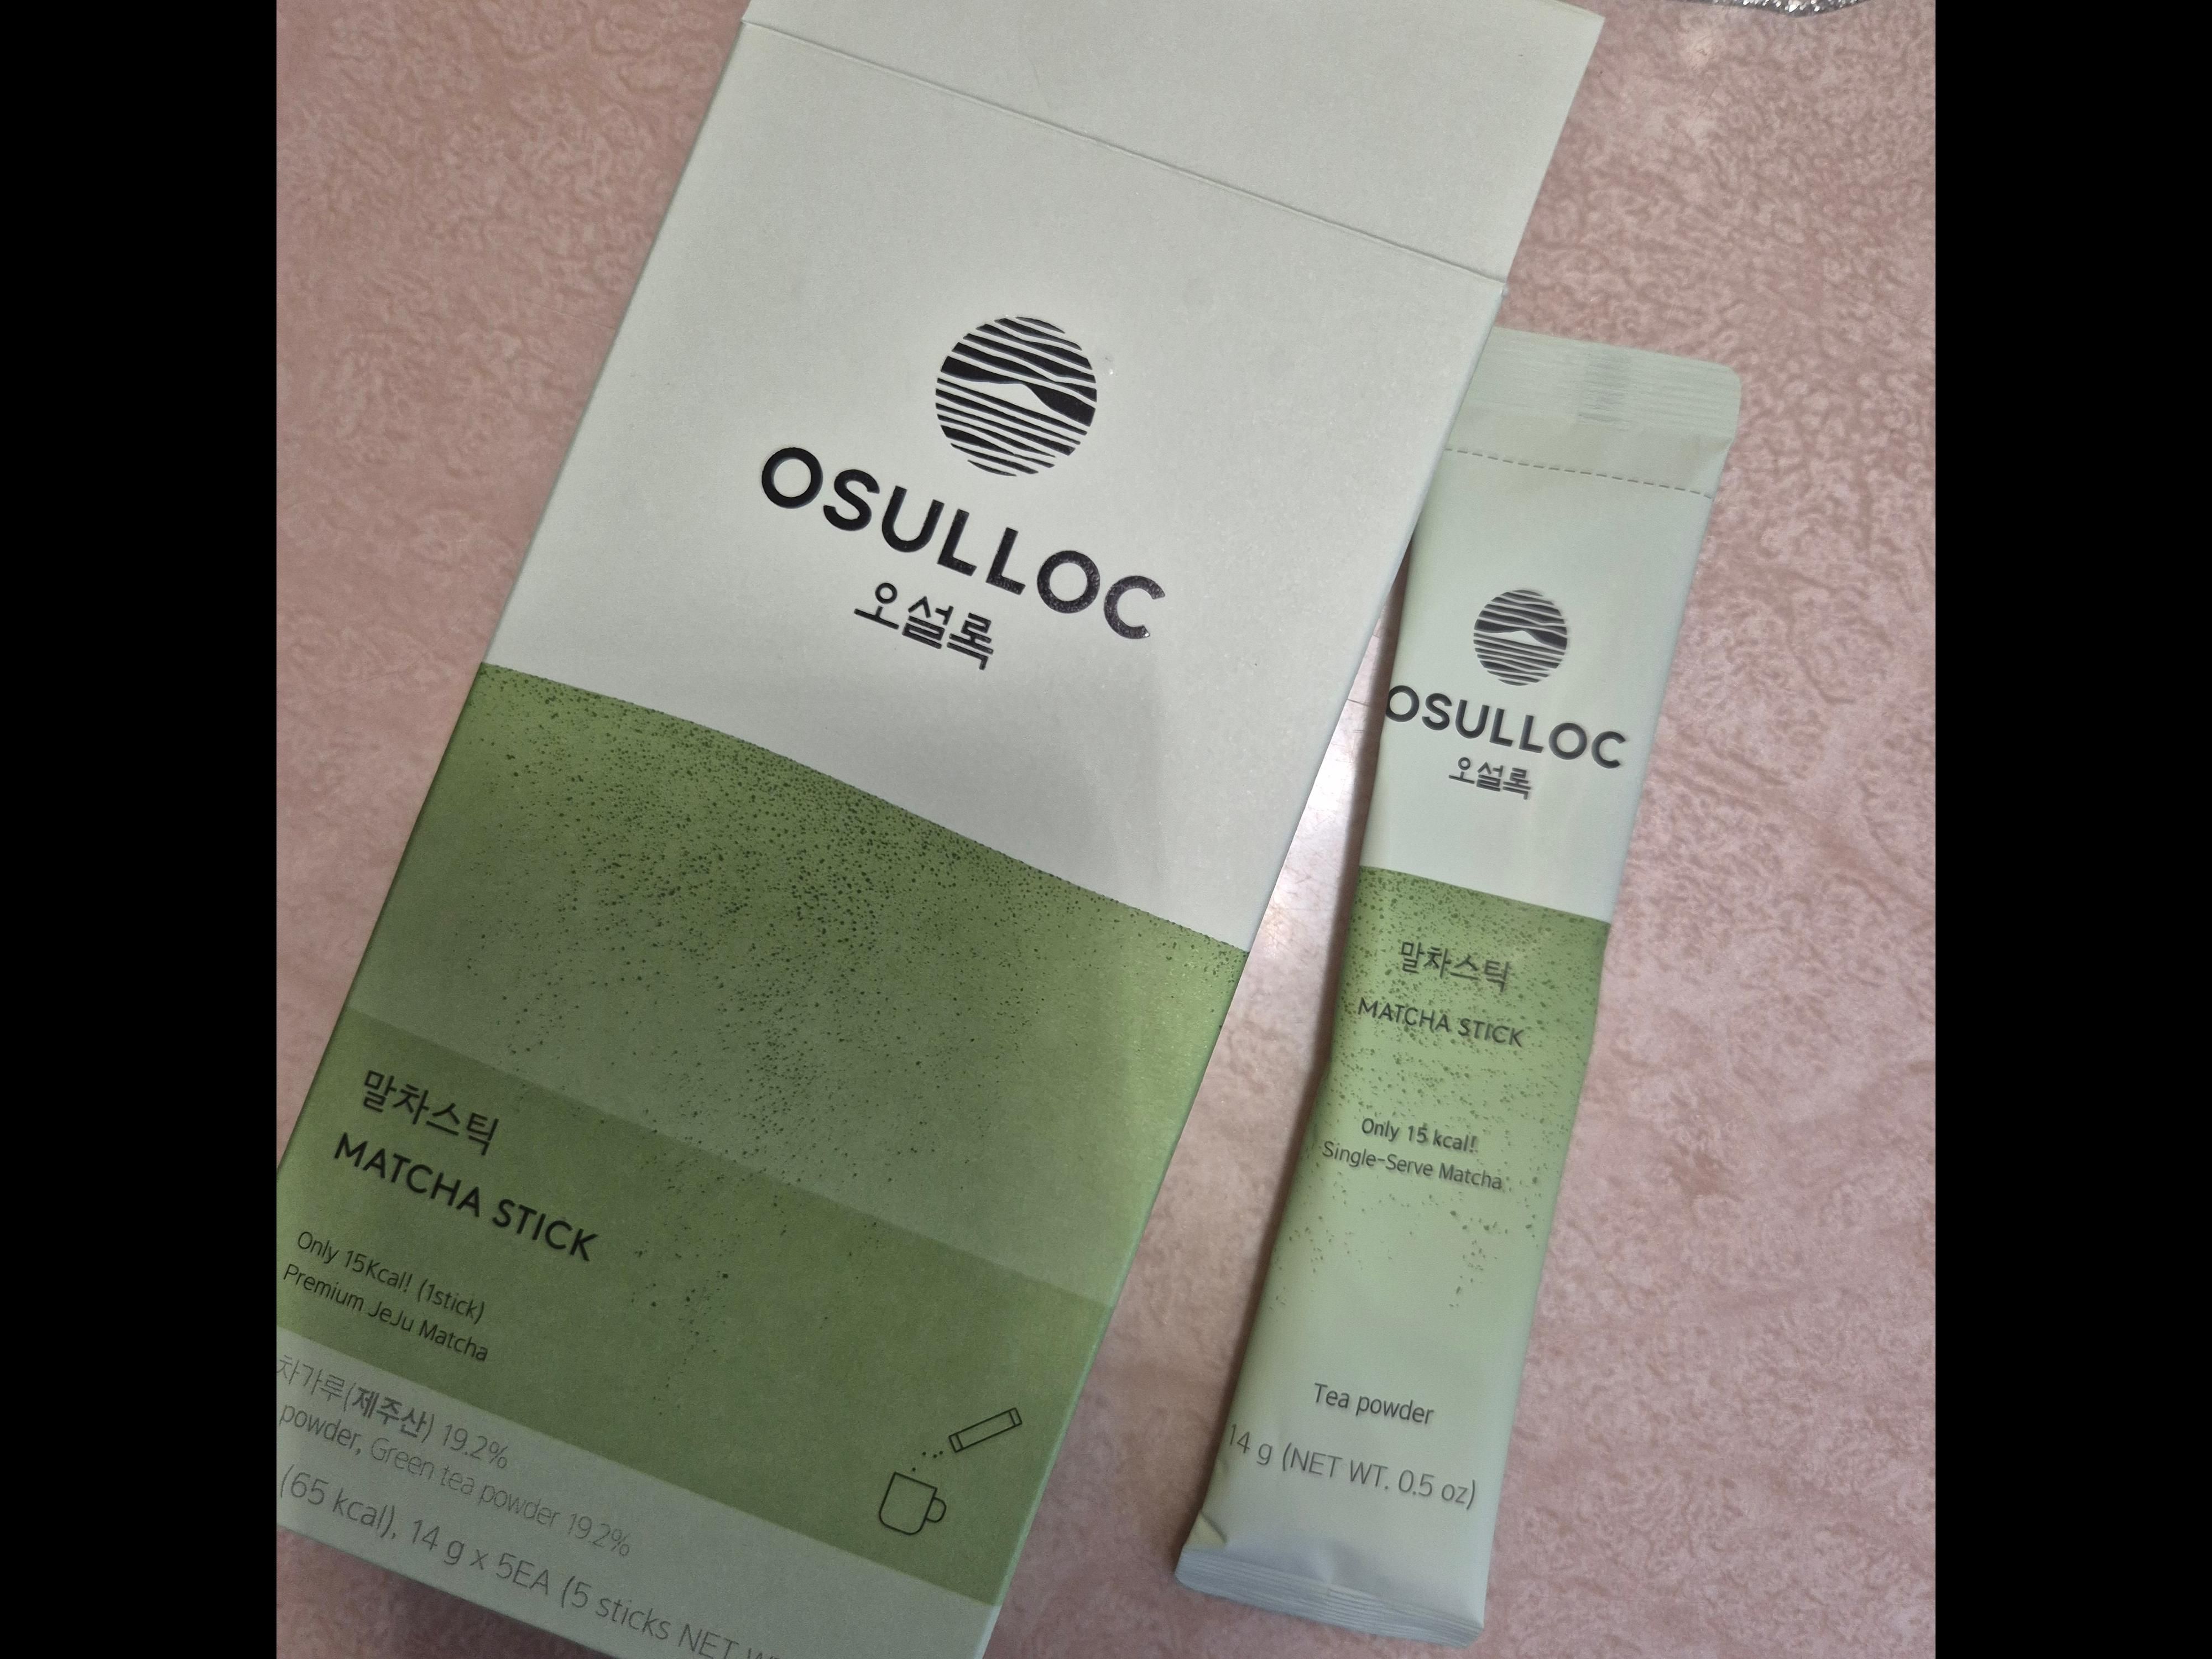 OSULLOC
오설록
말차스틱
MATCHA STICK
Only 15Kcal! (1stick)
Premium JeJu Matcha
차가루(제주산) 19.2%
powder, Green tea powder 19.2%
(65 kcal), 14 g x 5EA (5 sticks NET
OSULLOC
오설록
말차스틱
MATCHA STICK
Only 15 kcal!
Single-Serve Matcha
Tea powder
14 g (NET WT. 0.5 oz)